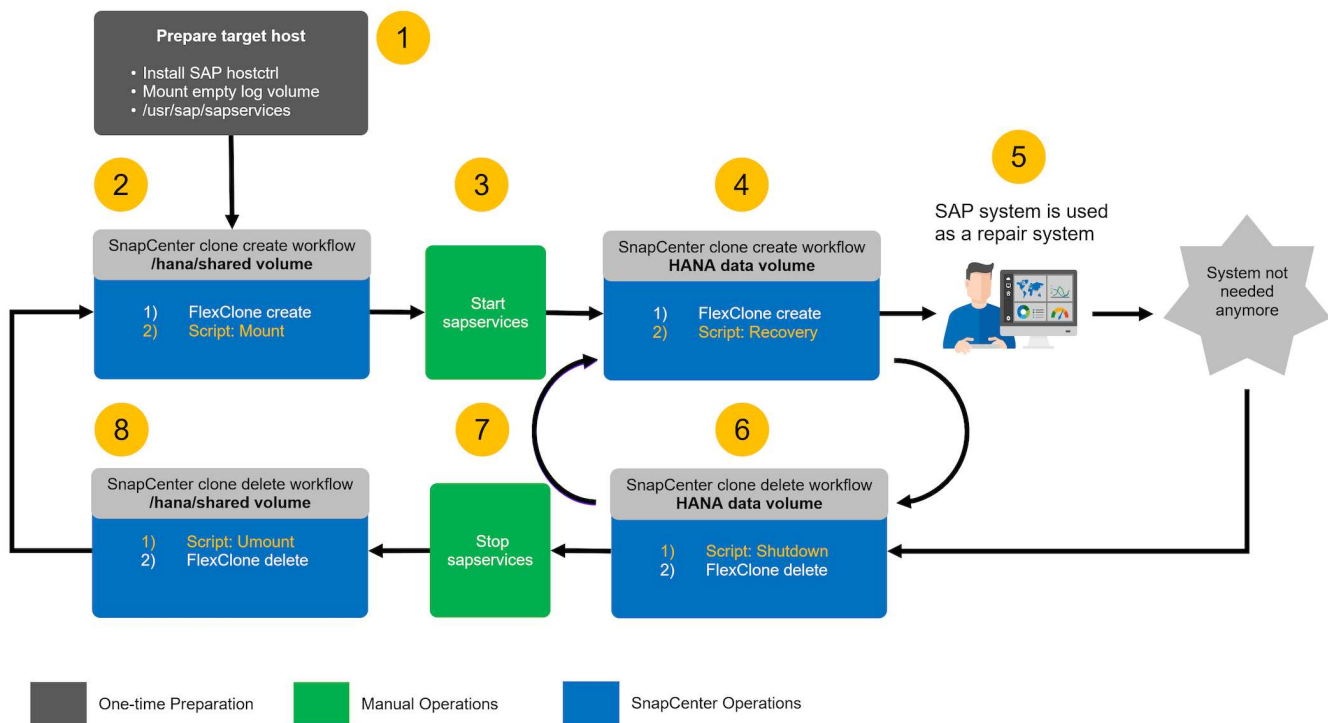 Prepare target host
• Install SAP hostctrl
• Mount empty log volume
• /usr/sap/sapservices
1
2
SnapCenter clone create workflow
/hana/shared volume
1) FlexClone create
2) Script: Mount
3
Start
sapservices
4
SnapCenter clone create workflow
HANA data volume
1) FlexClone create
2) Script: Recovery
5
SAP system is used
as a repair system
System not
needed
anymore
8
SnapCenter clone delete workflow
/hana/shared volume
1) Script: Umount
2) FlexClone delete
7
Stop
sapservices
6
SnapCenter clone delete workflow
HANA data volume
1) Script: Shutdown
2) FlexClone delete
One-time Preparation
Manual Operations
SnapCenter Operations